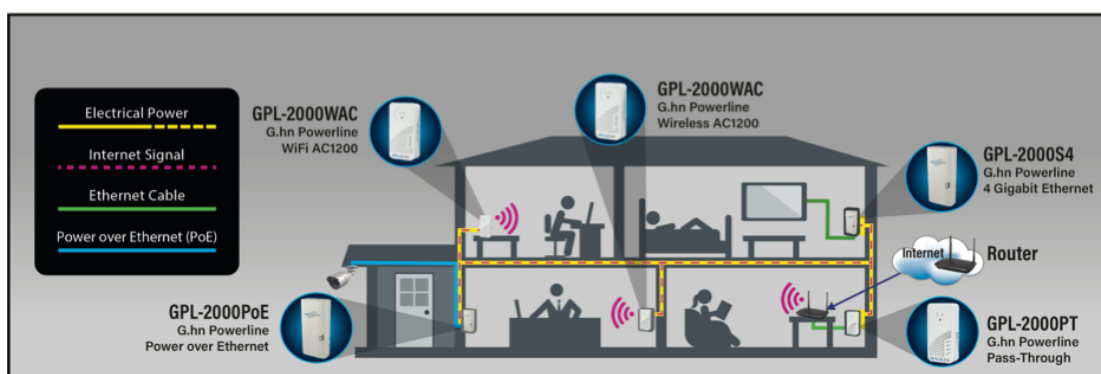 Electrical Power
Internet Signal
Ethernet Cable
Power over Ethernet (PoE)
GPL-2000WAC
G.hn Powerline
WiFi AC1200
GPL-2000WAC
G.hn Powerline
Wireless AC1200
GPL-2000S4
G.hn Powerline
4 Gigabit Ethernet
Internet
Router
GPL-2000PoE
G.hn Powerline
Power over Ethernet
GPL-2000PT
G.hn Powerline
Pass-Through